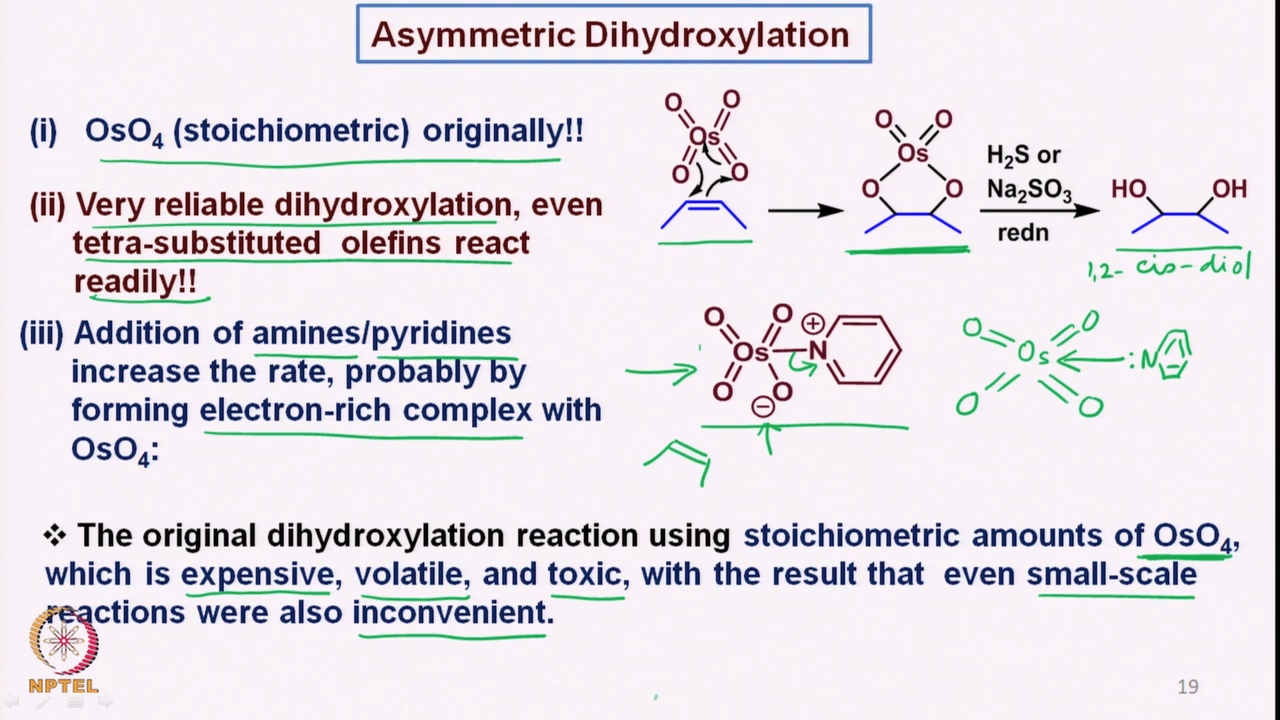 Asymmetric Dihydroxylation
(i) OsO₄ (stoichiometric) originally!!
(ii) Very reliable dihydroxylation, even
tetra-substituted olefins react
readily!!
(iii) Addition of amines/pyridines
increase the rate, probably by
forming electron-rich complex with
OsO₄:
O O
Os
O O
O O
Os
O O
H₂S or
Na₂SO₃
redn
HO OH
1,2- cis-diol
O O
Os N
O O
O O
Os :N
O O
❖ The original dihydroxylation reaction using stoichiometric amounts of OsO₄,
which is expensive, volatile, and toxic, with the result that even small-scale
reactions were also inconvenient.
NPTEL
19